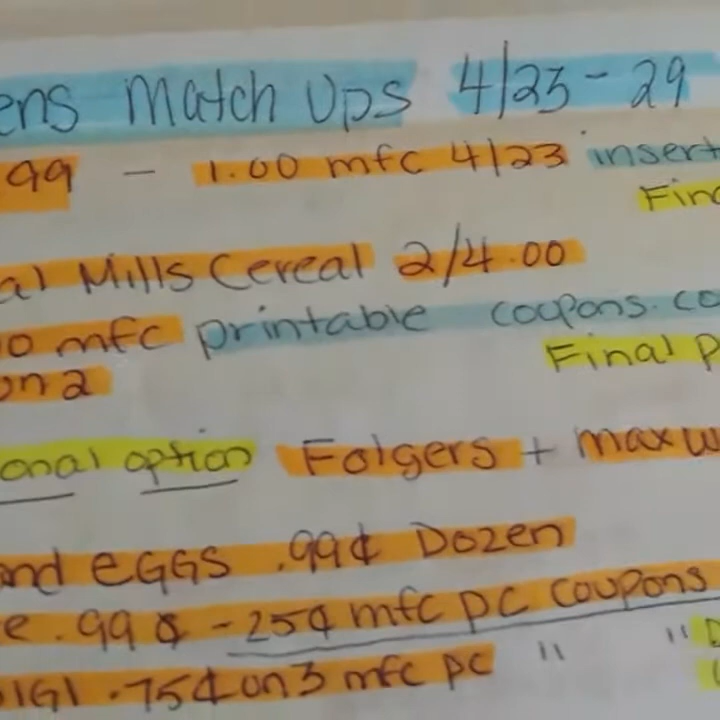 ens Match Ups 4/23 - 29
99 - 1.00 mfc 4/23 insert
Fin
al Mills Cereal 2/4.00
0 mfc printable coupons.co
Final P
on 2
onal option Folgers + maxw
and EGGS .99¢ Dozen
e .99¢ - 25¢ mfc pc coupons
.75¢ on 3 mfc pc " "